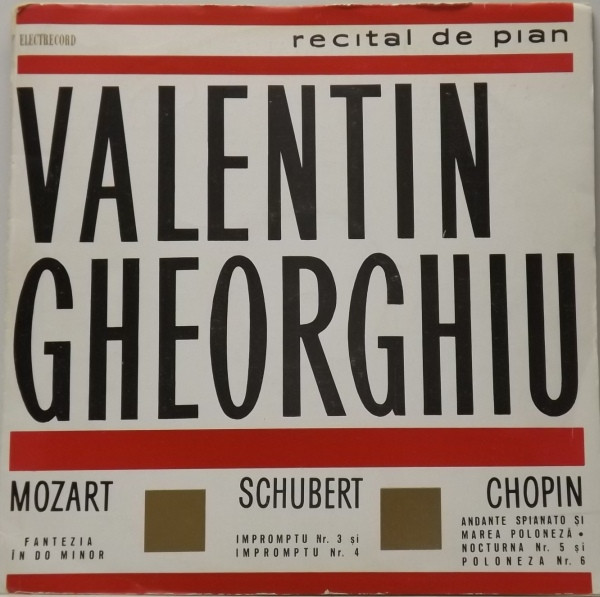 ELECTRECORD
recital de pian
VALENTIN
GHEORGHIU
MOZART
FANTEZIA
ÎN DO MINOR
SCHUBERT
IMPROMPTU Nr. 3 și
IMPROMPTU Nr. 4
CHOPIN
ANDANTE SPIANATO ȘI
MAREA POLONEZĂ •
NOCTURNA Nr. 5 și
POLONEZA Nr. 6